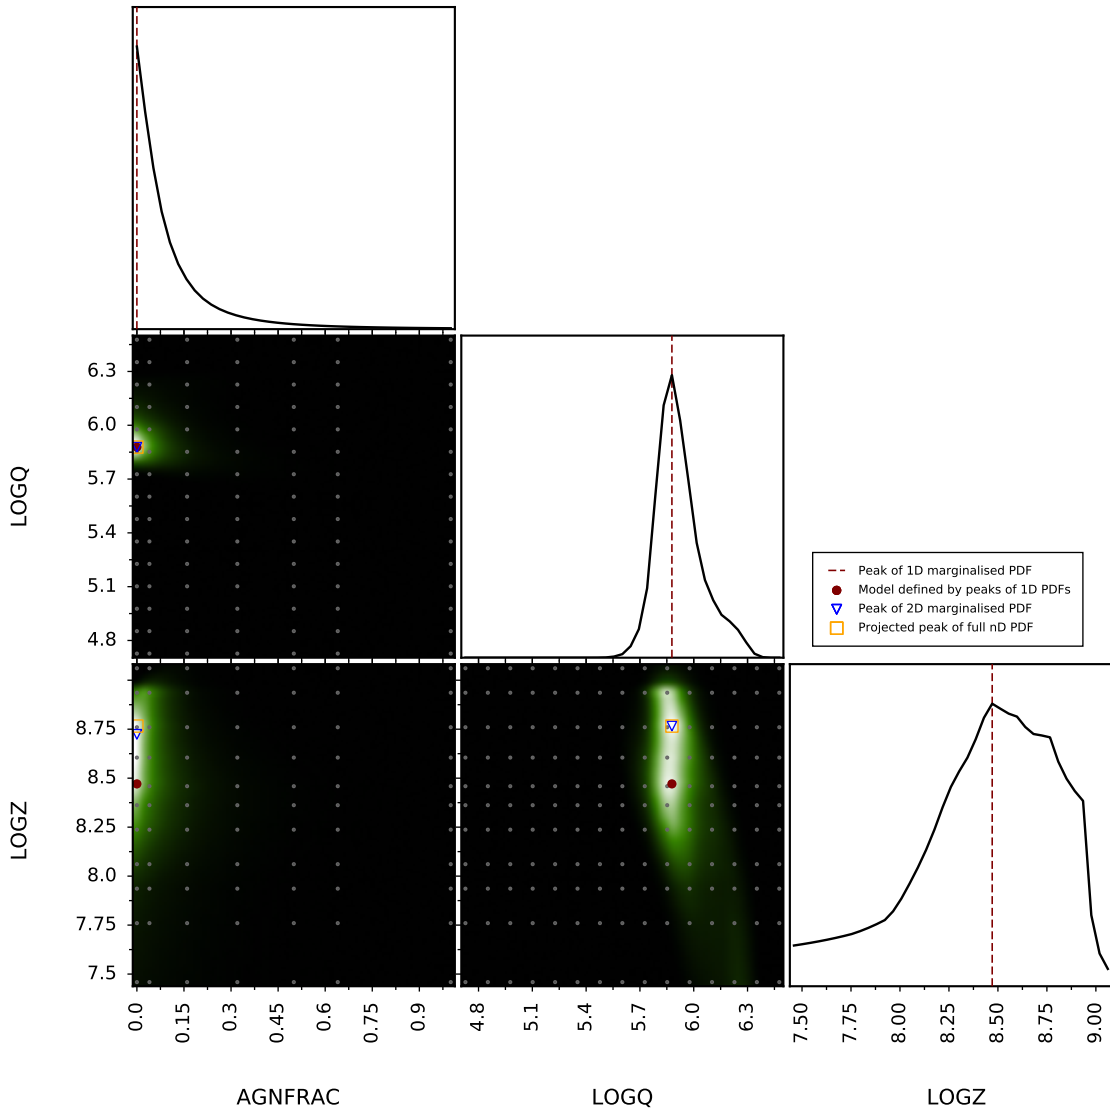 6.3
6.0
5.7
5.4
5.1
4.8
LOGQ
Peak of 1D marginalised PDF
Model defined by peaks of 1D PDFs
Peak of 2D marginalised PDF
Projected peak of full nD PDF
8.75
8.5
8.25
8.0
7.75
7.5
LOGZ
0.0 0.15 0.3 0.45 0.6 0.75 0.9
4.8 5.1 5.4 5.7 6.0 6.3
7.50 7.75 8.00 8.25 8.50 8.75 9.00
AGNFRAC
LOGQ
LOGZ